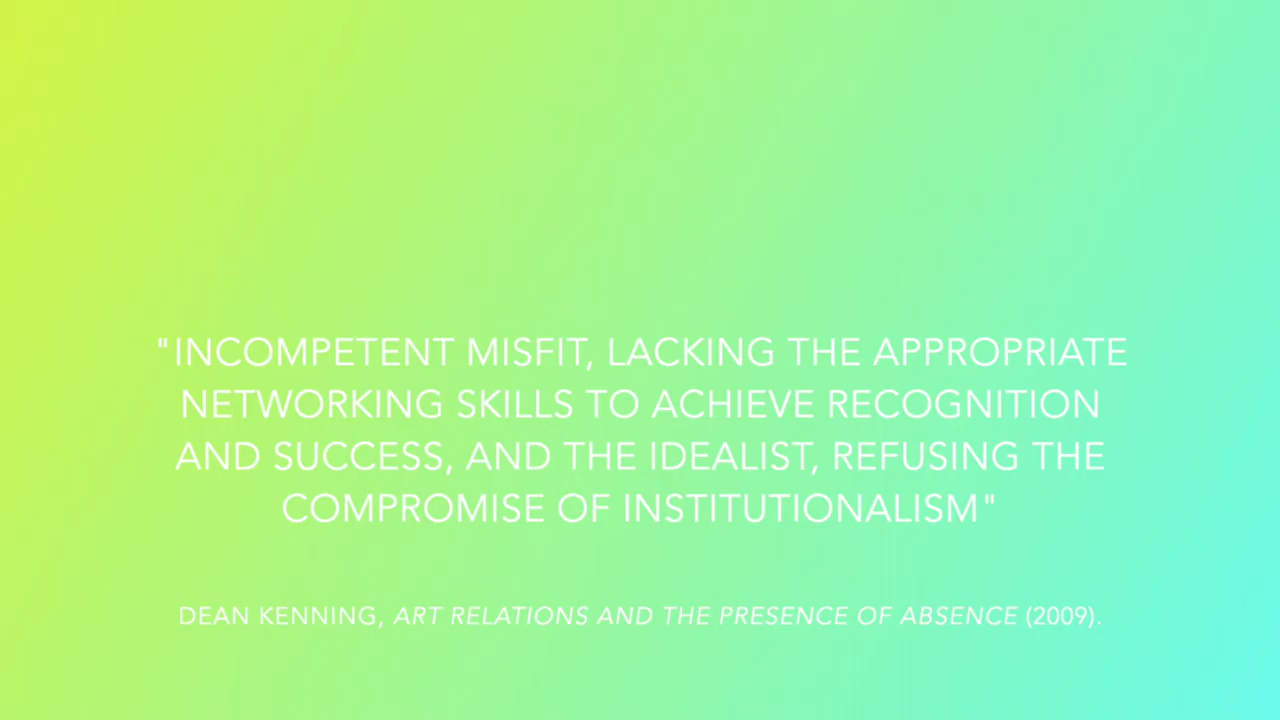 "INCOMPETENT MISFIT, LACKING THE APPROPRIATE
NETWORKING SKILLS TO ACHIEVE RECOGNITION
AND SUCCESS, AND THE IDEALIST, REFUSING THE
COMPROMISE OF INSTITUTIONALISM"
DEAN KENNING, ART RELATIONS AND THE PRESENCE OF ABSENCE (2009).